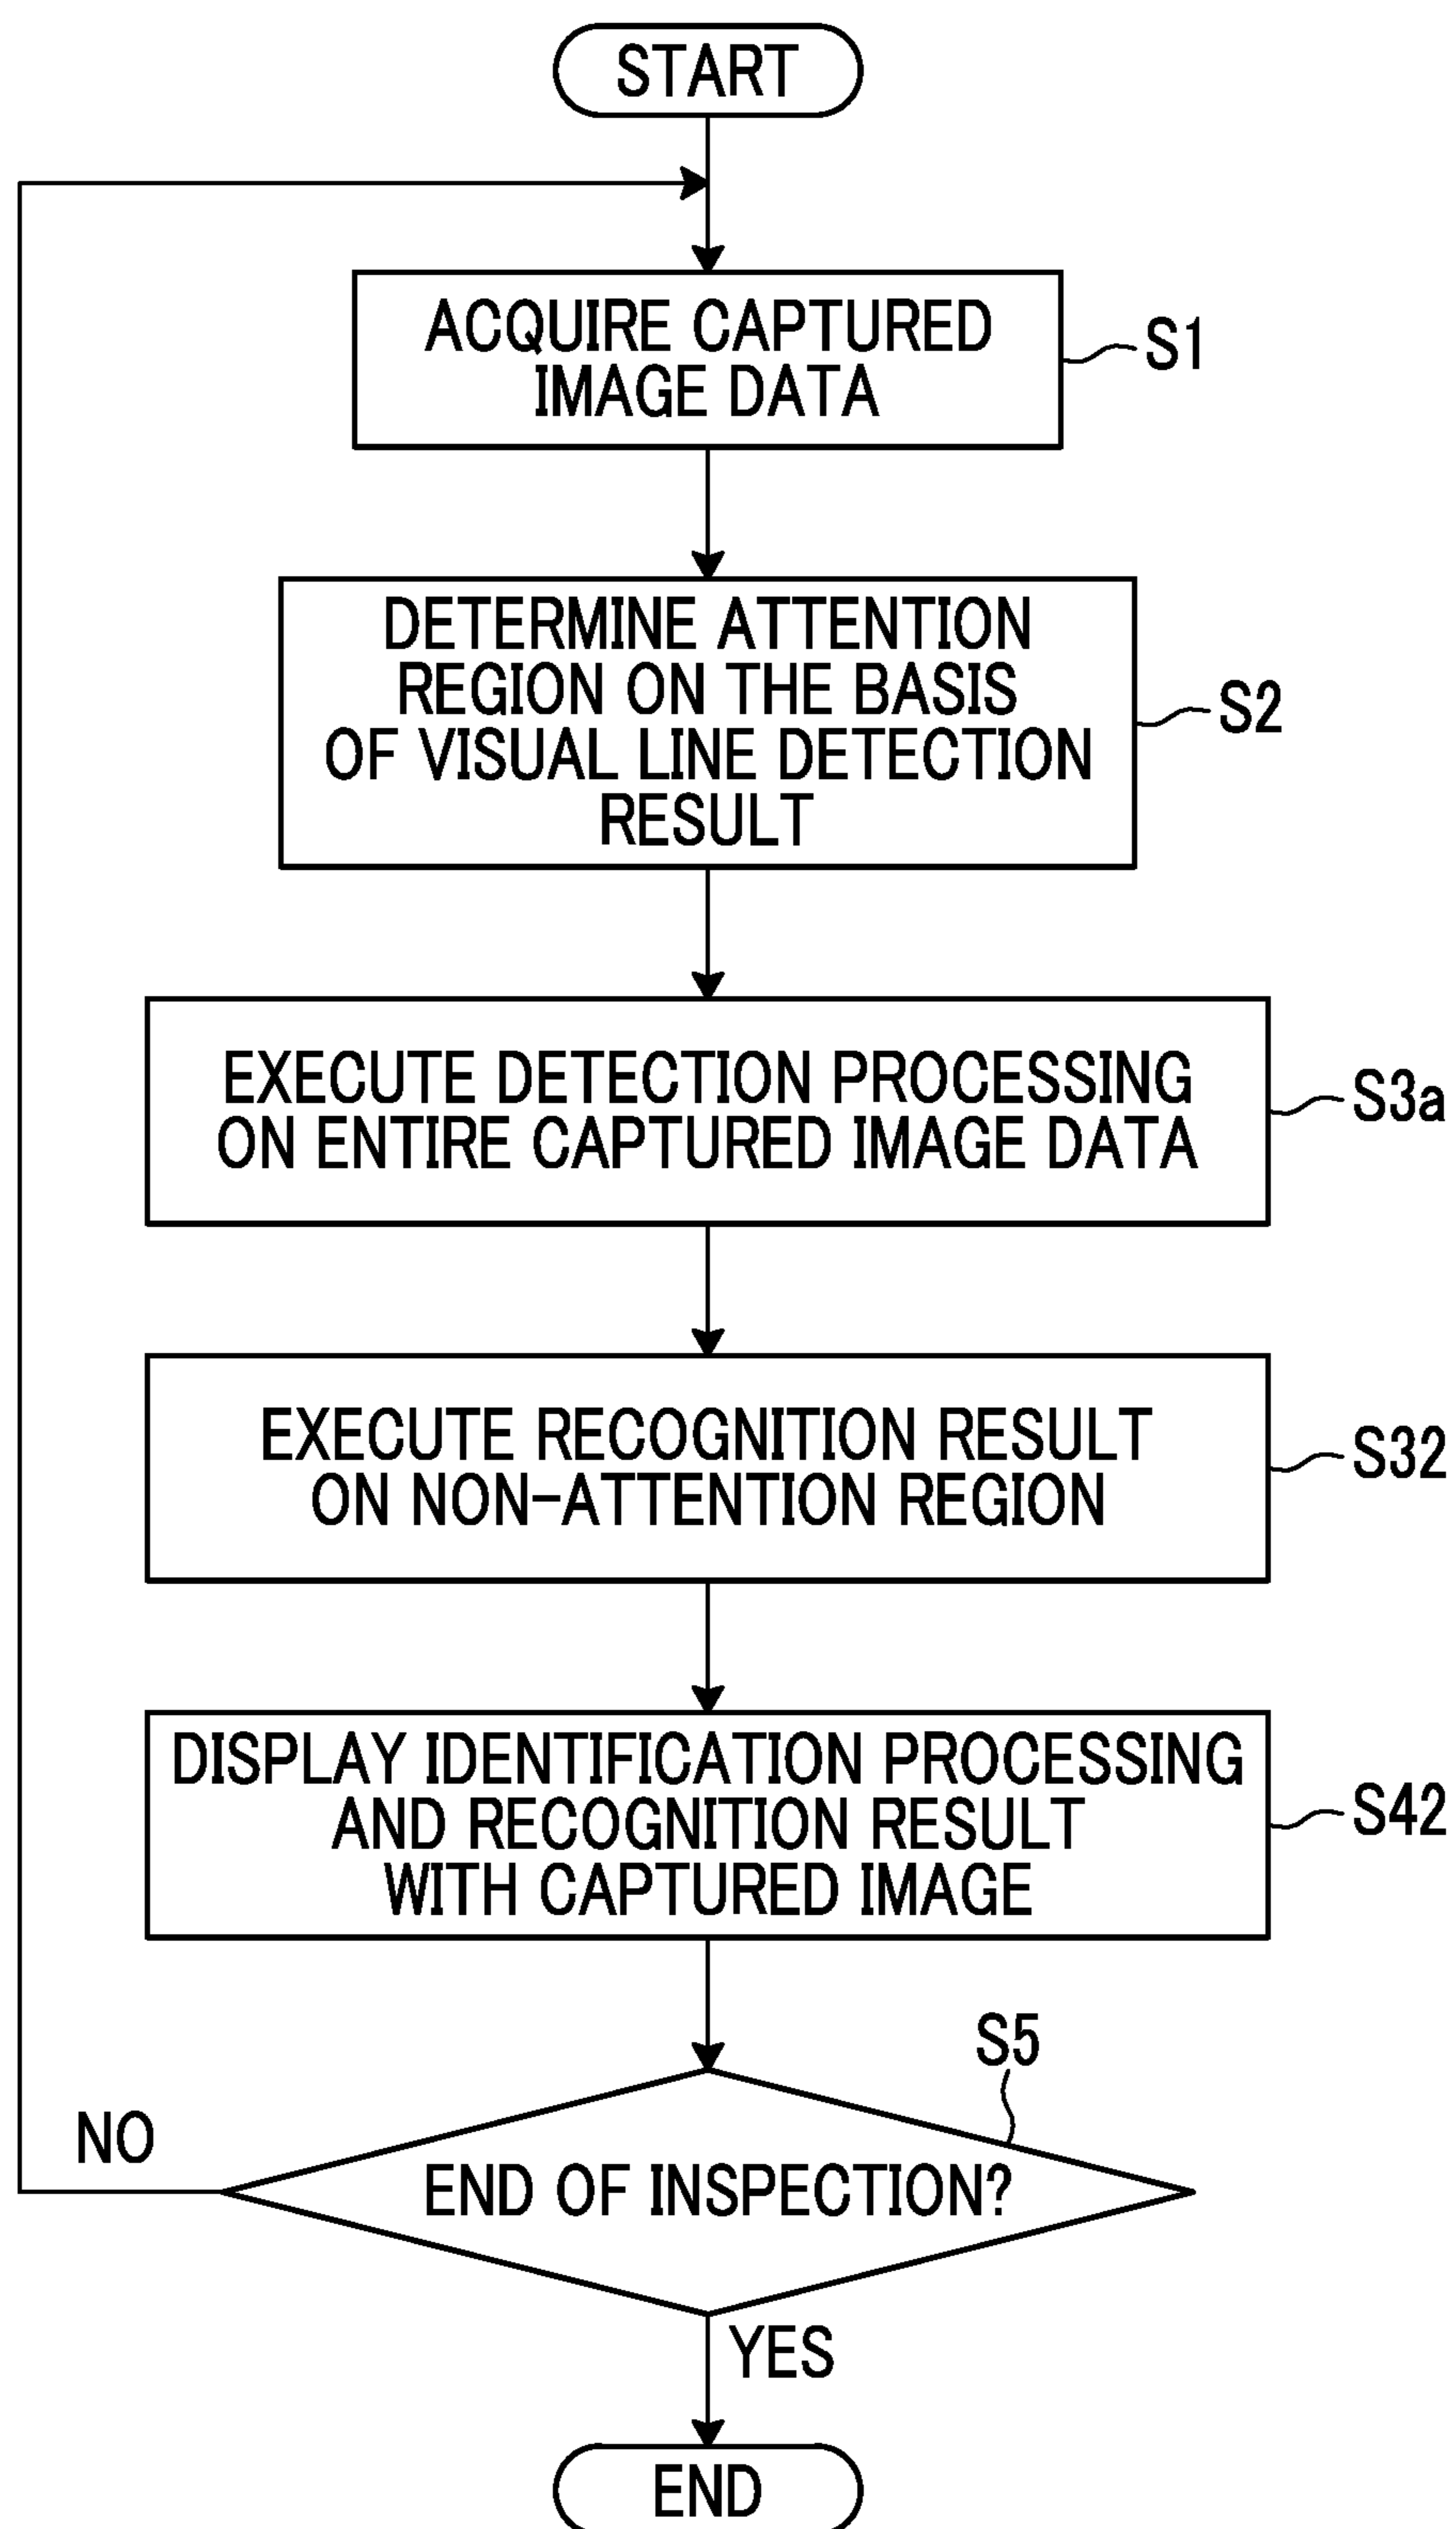 START
ACQUIRE CAPTURED
IMAGE DATA
S1
DETERMINE ATTENTION
REGION ON THE BASIS
OF VISUAL LINE DETECTION
RESULT
S2
EXECUTE DETECTION PROCESSING
ON ENTIRE CAPTURED IMAGE DATA
S3a
EXECUTE RECOGNITION RESULT
ON NON-ATTENTION REGION
S32
DISPLAY IDENTIFICATION PROCESSING
AND RECOGNITION RESULT
WITH CAPTURED IMAGE
S42
S5
NO
END OF INSPECTION?
YES
END